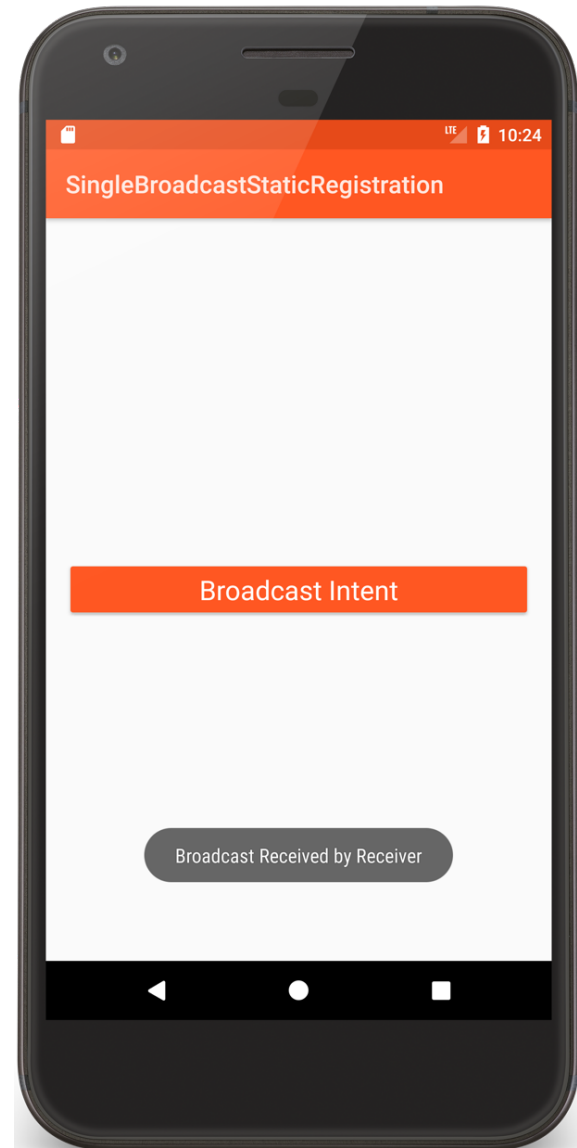 LTE 10:24
SingleBroadcastStaticRegistration
Broadcast Intent
Broadcast Received by Receiver